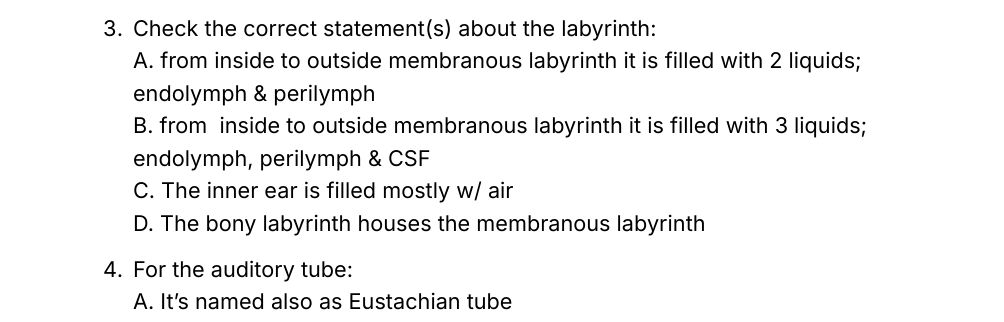 3. Check the correct statement(s) about the labyrinth:
A. from inside to outside membranous labyrinth it is filled with 2 liquids;
endolymph & perilymph
B. from  inside to outside membranous labyrinth it is filled with 3 liquids;
endolymph, perilymph & CSF
C. The inner ear is filled mostly w/ air
D. The bony labyrinth houses the membranous labyrinth
4. For the auditory tube:
A. It’s named also as Eustachian tube